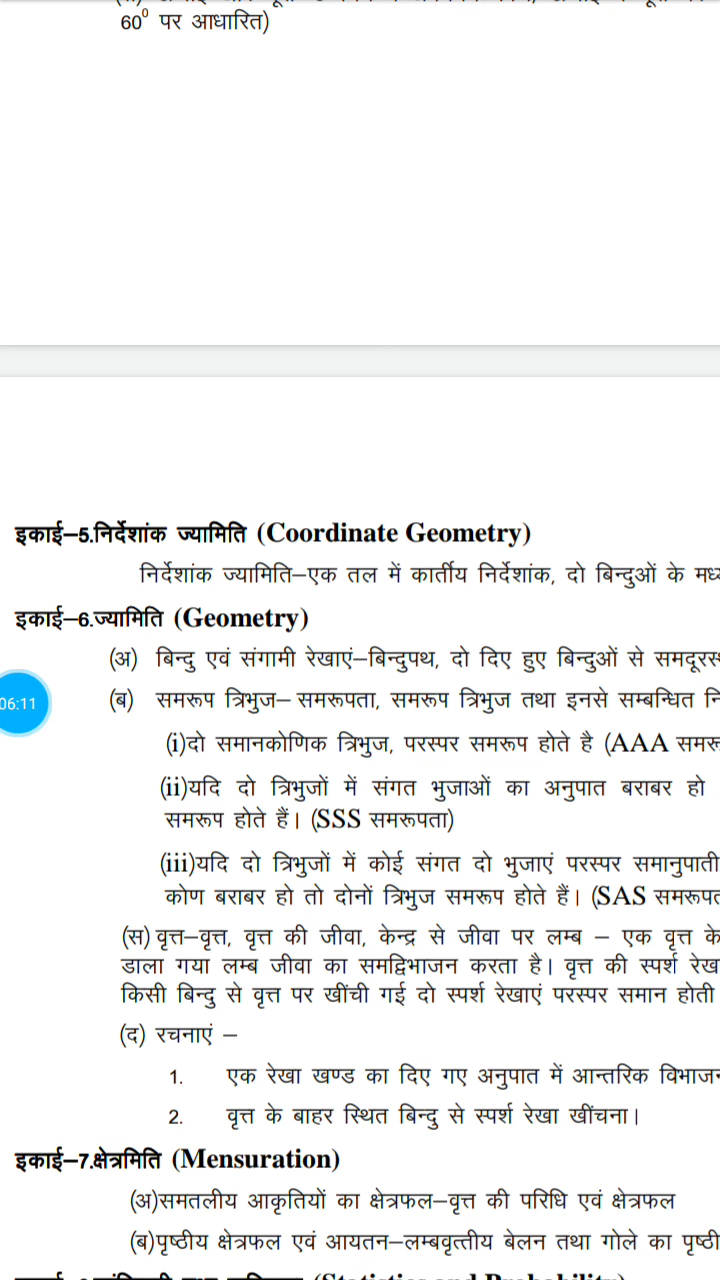 60⁰ पर आधारित)
इकाई–5.निर्देशांक ज्यामिति (Coordinate Geometry)
निर्देशांक ज्यामिति–एक तल में कार्तीय निर्देशांक, दो बिन्दुओं के
इकाई–6.ज्यामिति (Geometry)
(अ) बिन्दु एवं संगामी रेखाएं–बिन्दुपथ, दो दिए हुए बिन्दुओं से
06:11
(ब) समरूप त्रिभुज– समरूपता, समरूप त्रिभुज तथा इनसे सम्बन्धित
(i)दो समानकोणिक त्रिभुज, परस्पर समरूप होते है (AAA
(ii)यदि दो त्रिभुजों में संगत भुजाओं का अनुपात बराबर हो
समरूप होते हैं। (SSS समरूपता)
(iii)यदि दो त्रिभुजों में कोई संगत दो भुजाएं परस्पर समानुपाती
कोण बराबर हो तो दोनों त्रिभुज समरूप होते हैं। (SAS
(स) वृत्त–वृत्त, वृत्त की जीवा, केन्द्र से जीवा पर लम्ब – एक वृत्त के
डाला गया लम्ब जीवा का समद्विभाजन करता है। वृत्त की स्पर्श
किसी बिन्दु से वृत्त पर खींची गई दो स्पर्श रेखाएं परस्पर समान होती
(द) रचनाएं –
1. एक रेखा खण्ड का दिए गए अनुपात में आन्तरिक
2. वृत्त के बाहर स्थित बिन्दु से स्पर्श रेखा खींचना।
इकाई–7.क्षेत्रमिति (Mensuration)
(अ)समतलीय आकृतियों का क्षेत्रफल–वृत्त की परिधि एवं क्षेत्रफल
(ब)पृष्ठीय क्षेत्रफल एवं आयतन–लम्बवृत्तीय बेलन तथा गोले का